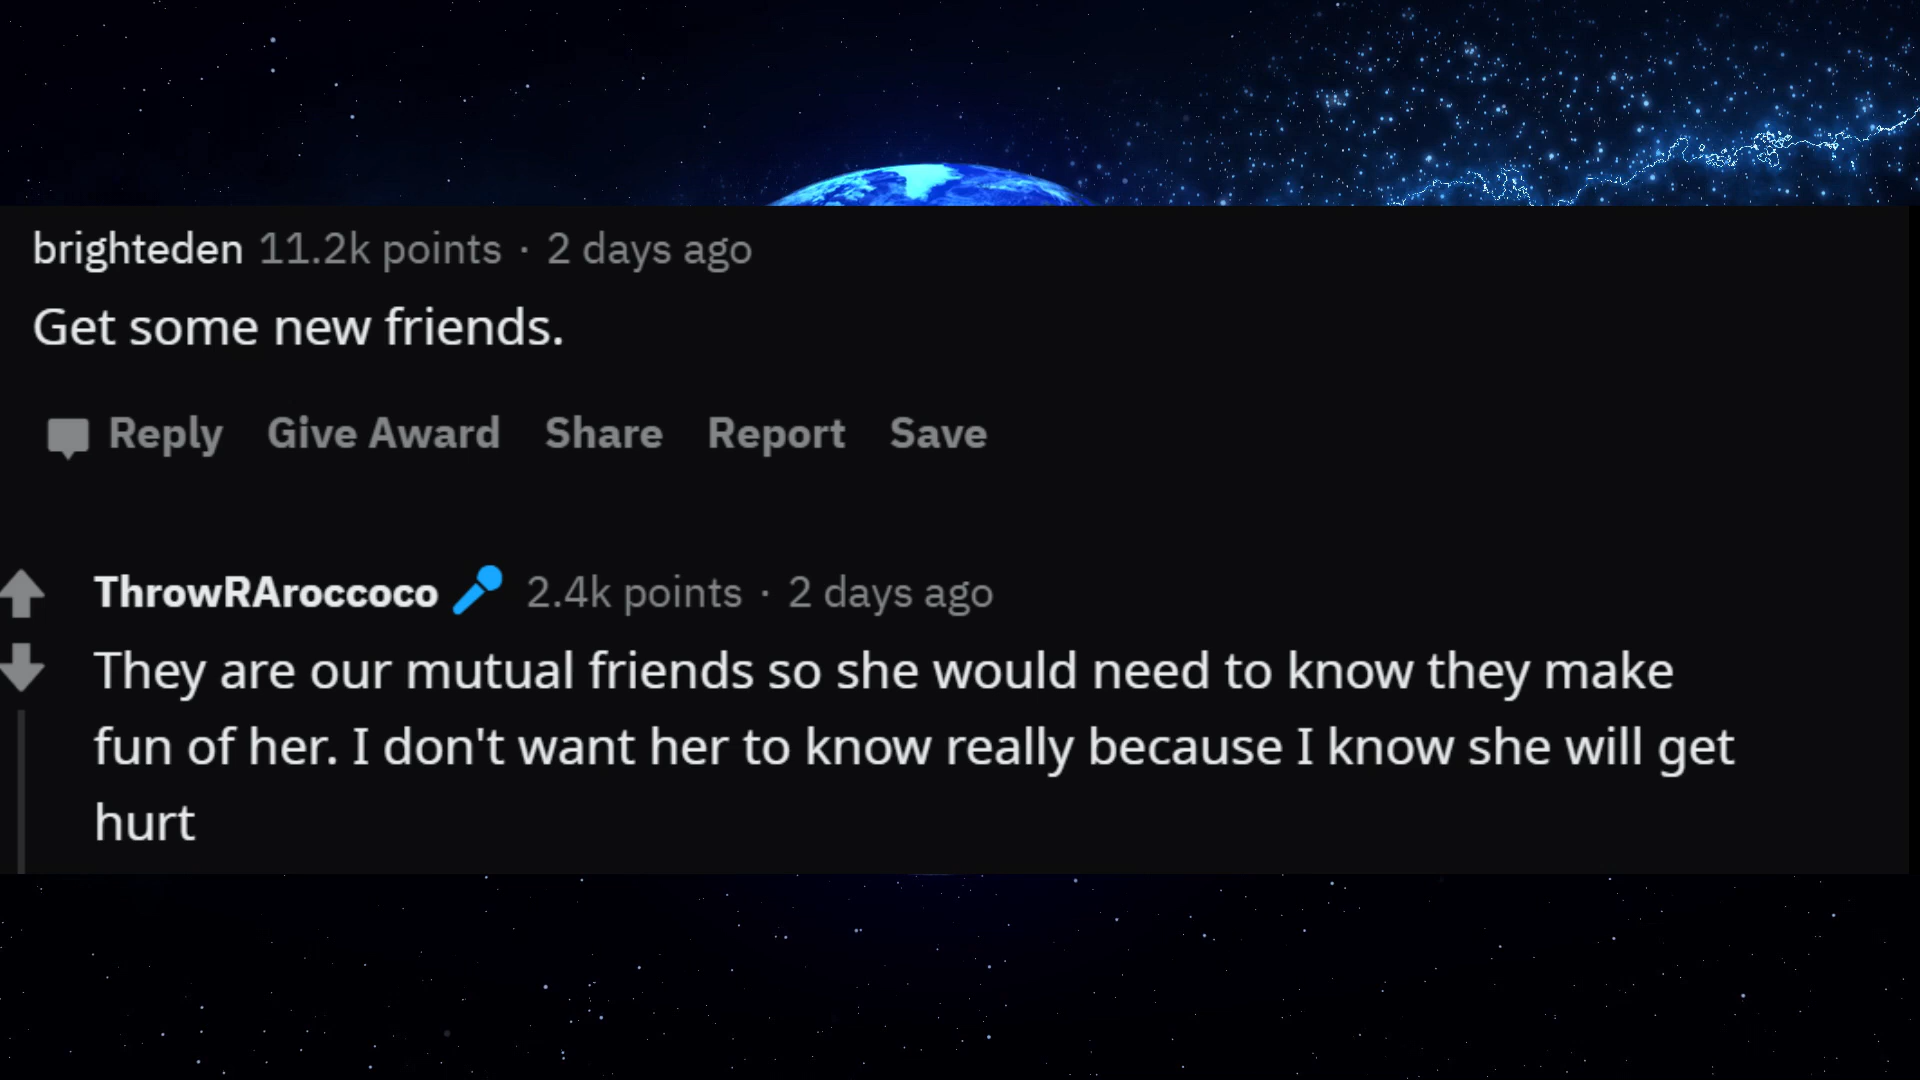 brighteden 11.2k points · 2 days ago
Get some new friends.
Reply Give Award Share Report Save
ThrowRAroccoco 2.4k points · 2 days ago
They are our mutual friends so she would need to know they make
fun of her. I don't want her to know really because I know she will get
hurt